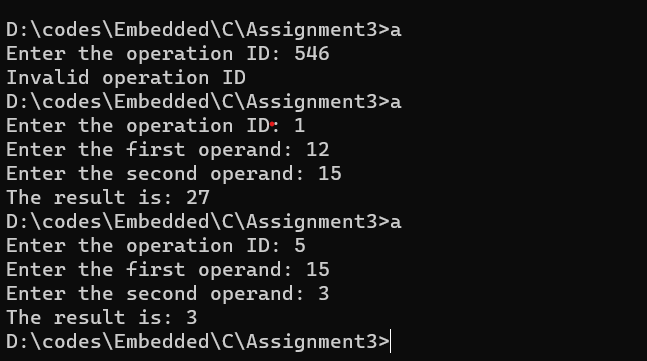 D:\codes\Embedded\C\Assignment3>a
Enter the operation ID: 546
Invalid operation ID
D:\codes\Embedded\C\Assignment3>a
Enter the operation ID: 1
Enter the first operand: 12
Enter the second operand: 15
The result is: 27
D:\codes\Embedded\C\Assignment3>a
Enter the operation ID: 5
Enter the first operand: 15
Enter the second operand: 3
The result is: 3
D:\codes\Embedded\C\Assignment3>